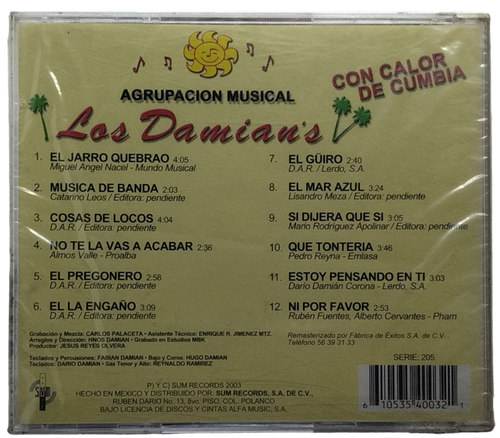 AGRUPACION MUSICAL
Los Damian's
CON CALOR
DE CUMBIA
1. EL JARRO QUEBRAO 4:05
Miguel Angel Nacel - Mundo Musical
2. MUSICA DE BANDA 2:03
Catarino Leos / Editora: pendiente
3. COSAS DE LOCOS 4:04
D.A.R. / Editora: pendiente
4. NO TE LA VAS A ACABAR 2:36
Almos Valle - Proalba
5. EL PREGONERO 2:58
D.A.R. / Editora: pendiente
6. EL LA ENGAÑO 3:09
D.A.R. / Editora: pendiente
7. EL GÜIRO 2:40
D.A.R. / Lerdo, S.A.
8. EL MAR AZUL 3:24
Lisandro Meza / Editora: pendiente
9. SI DIJERA QUE SI 3:05
Mario Rodríguez Apolinar / Editora: pendiente
10. QUE TONTERIA 3:46
Pedro Reyna - Emlasa
11. ESTOY PENSANDO EN TI 3:03
Dario Damián Corona - Lerdo, S.A.
12. NI POR FAVOR 2:53
Rubén Fuentes, Alberto Cervantes - Pham
Grabación y Mezcla: CARLOS PALACETA - Asistente Técnico: ENRIQUE R. JIMENEZ MTZ.
Arreglos y Dirección: HNOS DAMIAN - Grabado en Estudios MBK
Productor: JESUS REYES OLVERA
Teclados y Percusiones: FABIAN DAMIAN - Bajo y Coros: HUGO DAMIAN
Teclados: DARIO DAMIAN - Sax Tenor y Alto: REYNALDO RAMIREZ
Remasterizado por Fábrica de Éxitos S.A. de C.V.
Teléfono 56 39 31 33
SERIE: 205
SUM
P) Y C) SUM RECORDS 2003
HECHO EN MEXICO Y DISTRIBUIDO POR: SUM RECORDS, S.A. DE C.V.,
RUBEN DARIO No. 13, 8vo. PISO, COL. POLANCO
BAJO LICENCIA DE DISCOS Y CINTAS ALFA MUSIC, S.A.
6 10535 40032 1